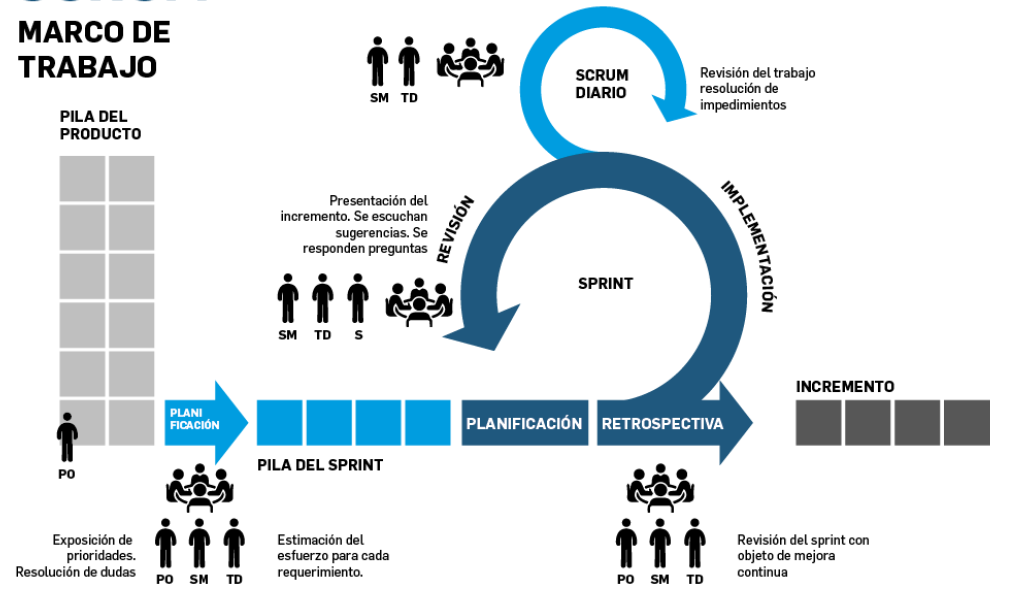 MARCO DE
TRABAJO
PILA DEL
PRODUCTO
PO
PLANI
FICACIÓN
Exposición de
prioridades.
Resolución de dudas
PO SM TD
Estimación del
esfuerzo para cada
requerimiento.
PILA DEL SPRINT
PLANIFICACIÓN
RETROSPECTIVA
PO SM TD
Revisión del sprint con
objeto de mejora
continua
INCREMENTO
IMPLEMENTACIÓN
SPRINT
REVISIÓN
Presentación del
incremento. Se escuchan
sugerencias. Se
responden preguntas
SM TD S
SCRUM
DIARIO
SM TD
Revisión del trabajo
resolución de
impedimientos